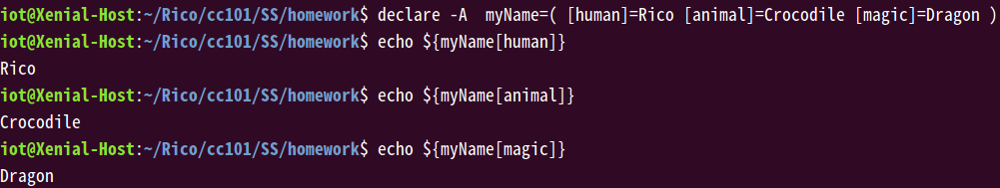 iot@Xenial-Host:~/Rico/cc101/SS/homework$ declare -A  myName=( [human]=Rico [animal]=Crocodile [magic]=Dragon )
iot@Xenial-Host:~/Rico/cc101/SS/homework$ echo ${myName[human]}
Rico
iot@Xenial-Host:~/Rico/cc101/SS/homework$ echo ${myName[animal]}
Crocodile
iot@Xenial-Host:~/Rico/cc101/SS/homework$ echo ${myName[magic]}
Dragon